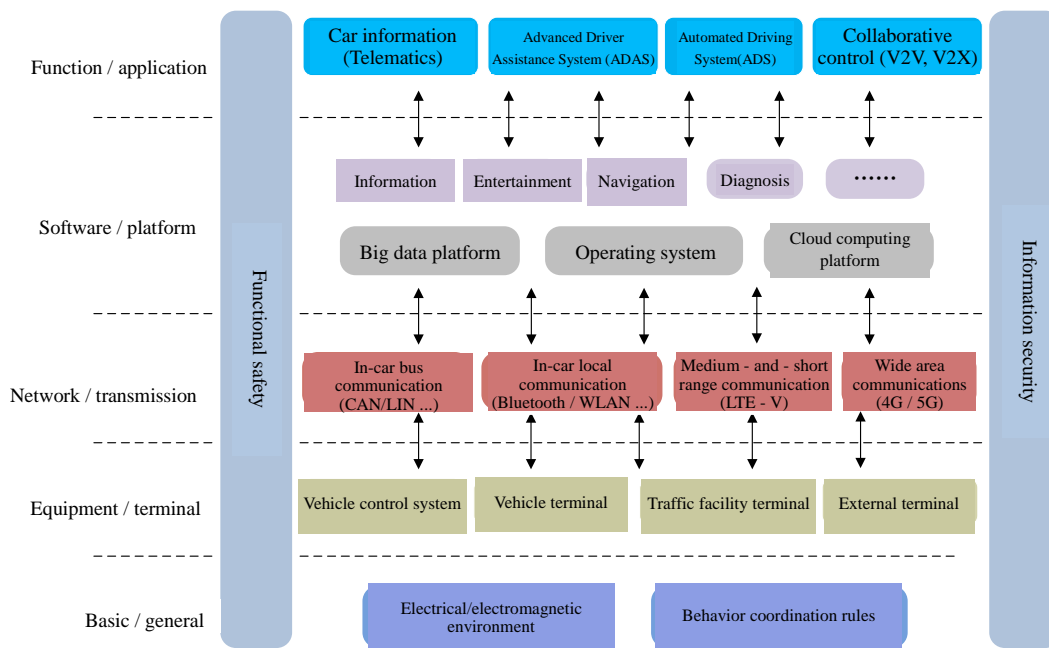 Function / application
Car information
(Telematics)
Advanced Driver
Assistance System (ADAS)
Automated Driving
System(ADS)
Collaborative
control (V2V, V2X)
Software / platform
Information
Entertainment
Navigation
Diagnosis
······
Big data platform
Operating system
Cloud computing
platform
Functional safety
Information security
Network / transmission
In-car bus
communication
(CAN/LIN ...)
In-car local
communication
(Bluetooth / WLAN ...)
Medium - and - short
range communication
(LTE - V)
Wide area
communications
(4G / 5G)
Equipment / terminal
Vehicle control system
Vehicle terminal
Traffic facility terminal
External terminal
Basic / general
Electrical/electromagnetic
environment
Behavior coordination rules